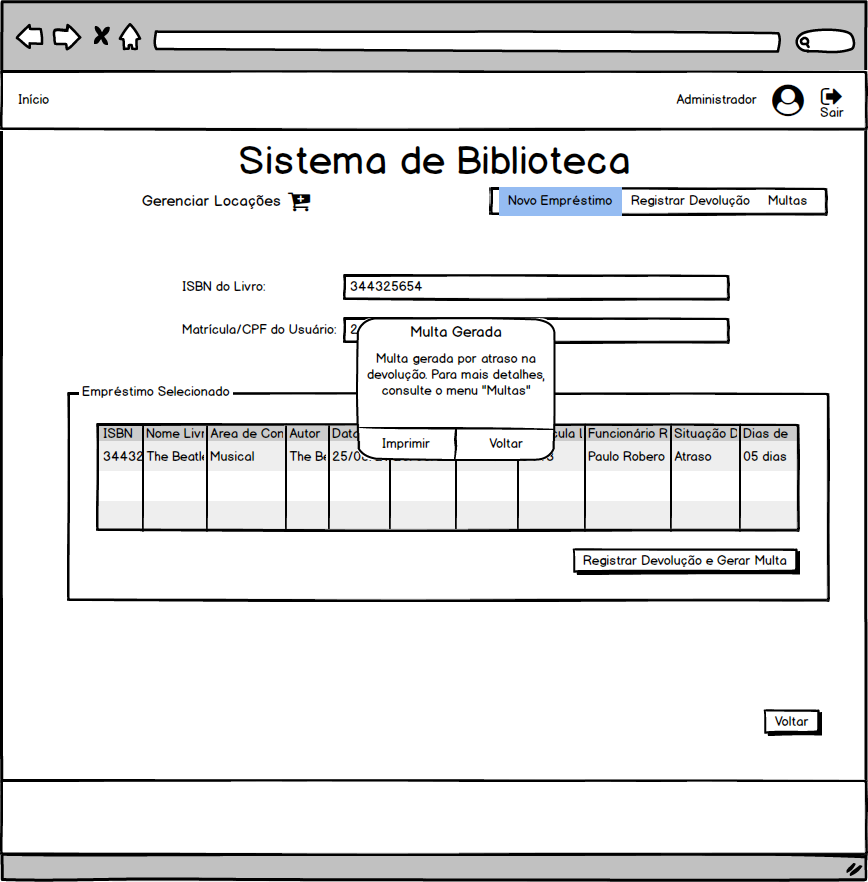 Início
Administrador
Sair
Sistema de Biblioteca
Gerenciar Locações
Novo Empréstimo Registrar Devolução Multas
ISBN do Livro: 344325654
Matrícula/CPF do Usuário: 2
Multa Gerada
Multa gerada por atraso na
devolução. Para mais detalhes,
consulte o menu "Multas"
Imprimir Voltar
Empréstimo Selecionado
ISBN Nome Livr Area de Con Autor Data cula L Funcionário R Situação D Dias de
34432 The Beatle Musical The Be 25/0 Paulo Robero Atraso 05 dias
Registrar Devolução e Gerar Multa
Voltar